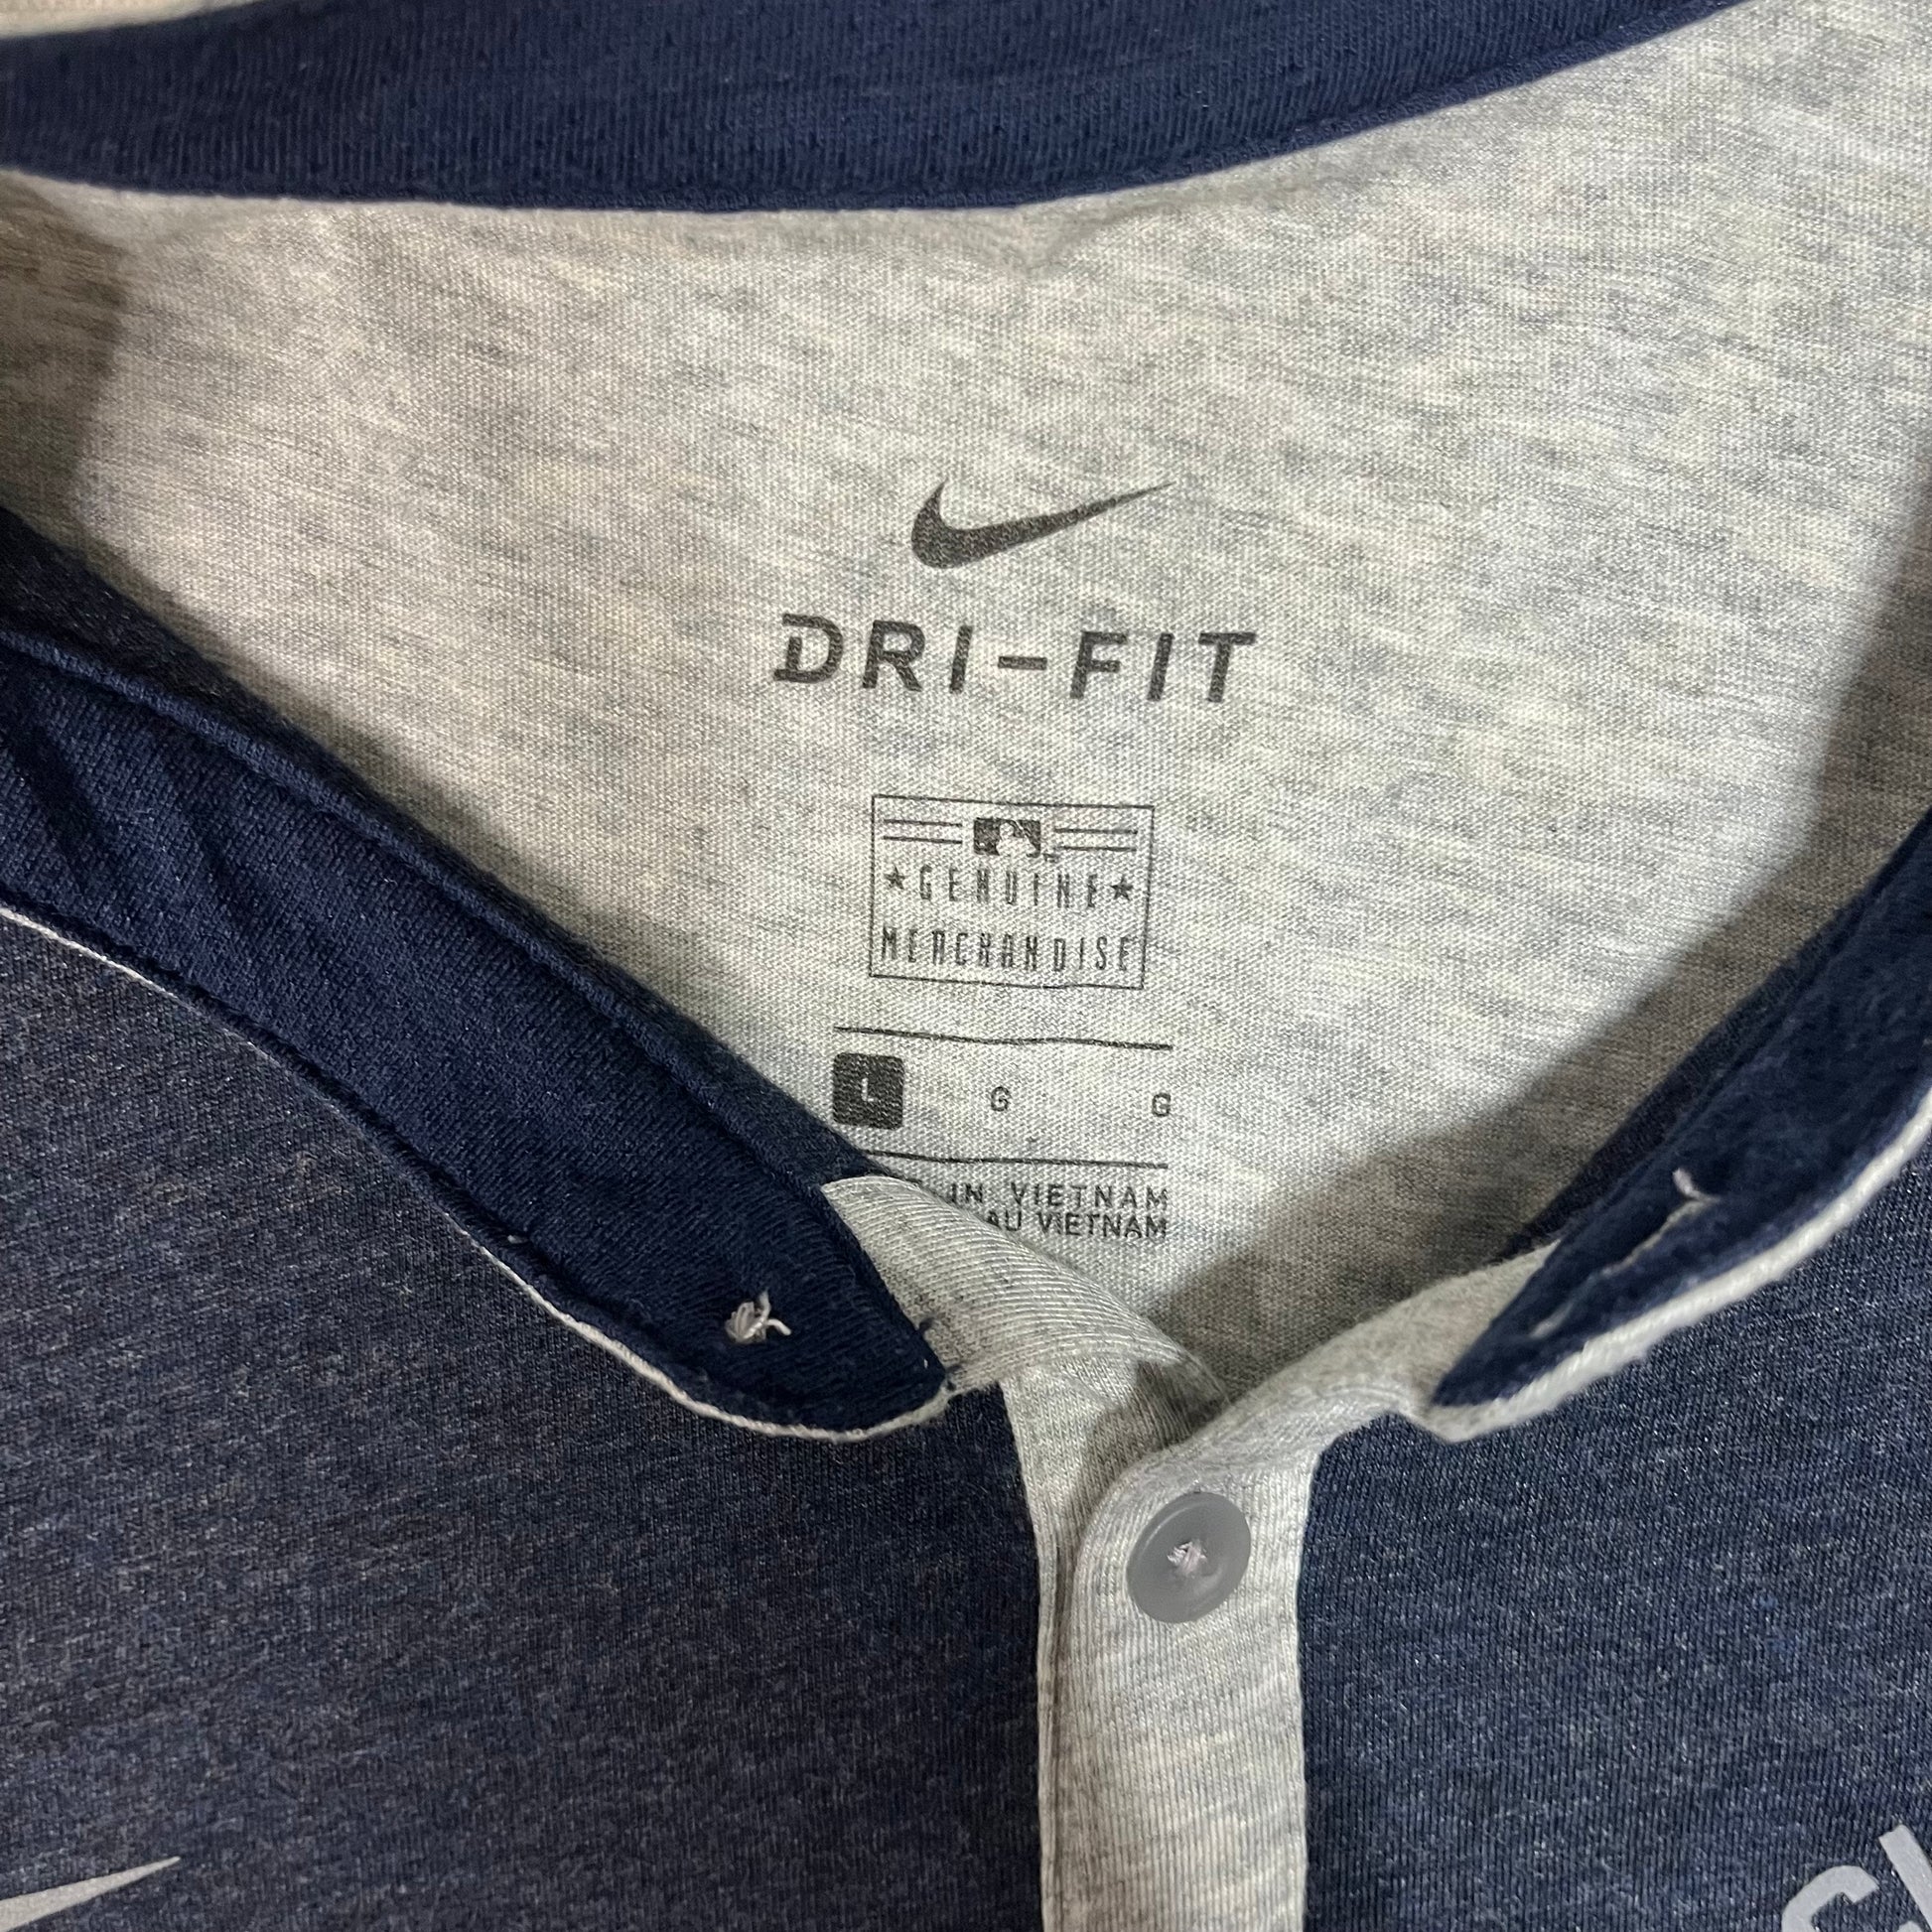 DRI-FIT
GENUINE
MERCHANDISE
L G G
IN VIETNAM
AU VIETNAM